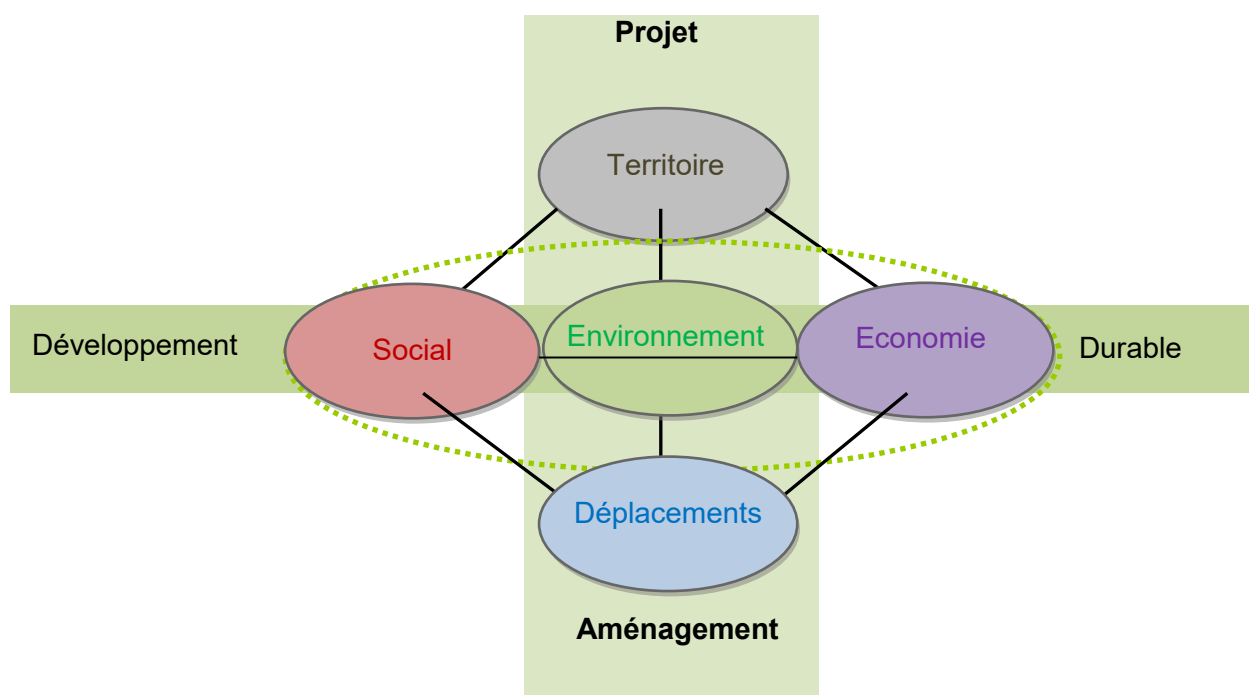 Projet
Territoire
Développement
Social
Environnement
Economie
Durable
Déplacements
Aménagement